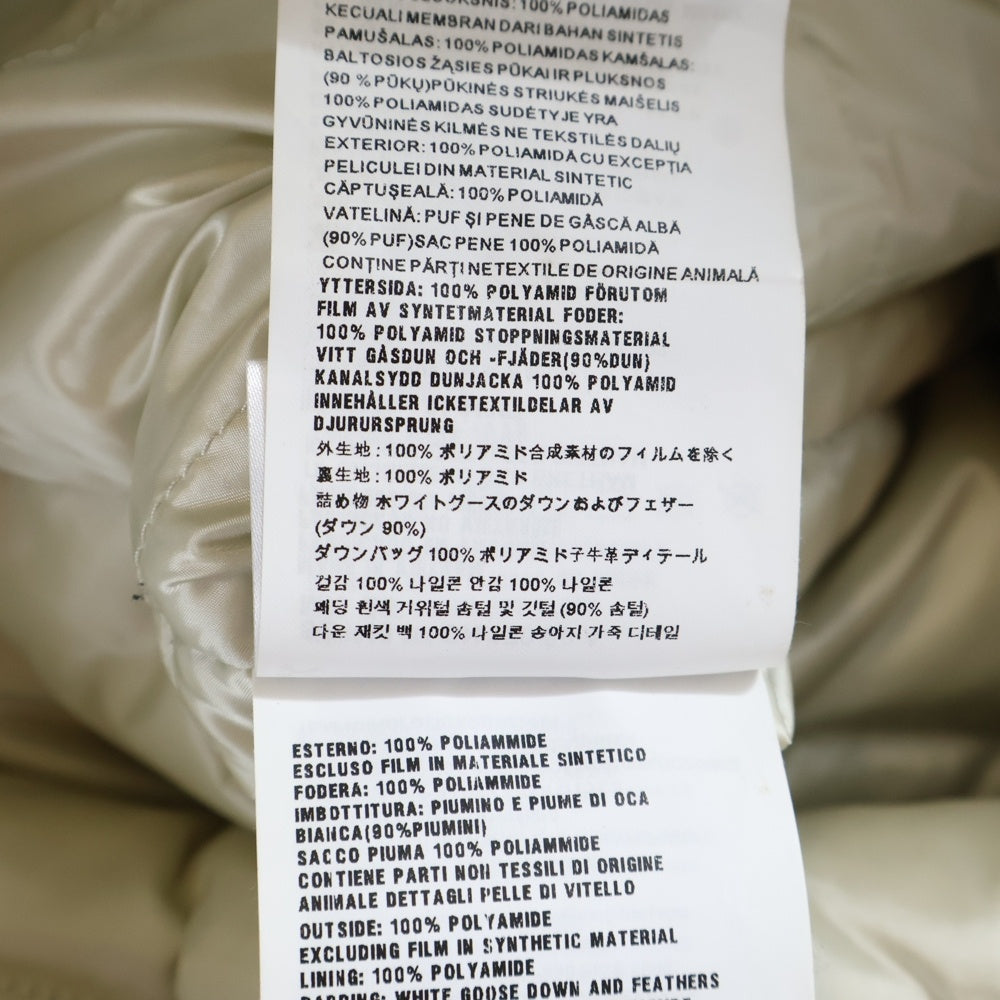 100% POLIAMIDAS
KECUALI MEMBRAN DARI BAHAN SINTETIS
PAMUŠALAS: 100% POLIAMIDAS KAMŠALAS:
BALTOSIOS ŽĄSIES PŪKAI IR PLUKSNOS
(90 % PŪKŲ)PŪKINĖS STRIUKĖS MAIŠELIS
100% POLIAMIDAS SUDĖTYJE YRA
GYVŪNINĖS KILMĖS NE TEKSTILĖS DALIŲ
EXTERIOR: 100% POLIAMIDĂ CU EXCEPȚIA
PELICULEI DIN MATERIAL SINTETIC
CĂPTUȘEALĂ: 100% POLIAMIDĂ
VATELINĂ: PUF ȘI PENE DE GÂSCĂ ALBĂ
(90% PUF)SAC PENE 100% POLIAMIDĂ
CONȚINE PĂRȚI NETEXTILE DE ORIGINE ANIMALĂ
YTTERSIDA: 100% POLYAMID FÖRUTOM
FILM AV SYNTETMATERIAL FODER:
100% POLYAMID STOPPNINGSMATERIAL
VITT GÅSDUN OCH -FJÄDER(90%DUN)
KANALSYDD DUNJACKA 100% POLYAMID
INNEHÅLLER ICKETEXTILDELAR AV
DJURURSPRUNG
外生地 : 100% ポリアミド合成素材のフィルムを除く
裏生地 : 100% ポリアミド
詰め物 ホワイトグースのダウンおよびフェザー
(ダウン 90%)
ダウンバッグ 100% ポリアミド子牛革ディテール
겉감 100% 나일론 안감 100% 나일론
패딩 흰색 거위털 솜털 및 깃털 (90% 솜털)
다운 재킷 백 100% 나일론 송아지 가죽 디테일
ESTERNO: 100% POLIAMMIDE
ESCLUSO FILM IN MATERIALE SINTETICO
FODERA: 100% POLIAMMIDE
IMBOTTITURA: PIUMINO E PIUME DI OCA
BIANCA(90%PIUMINI)
SACCO PIUMA 100% POLIAMMIDE
CONTIENE PARTI NON TESSILI DI ORIGINE
ANIMALE DETTAGLI PELLE DI VITELLO
OUTSIDE: 100% POLYAMIDE
EXCLUDING FILM IN SYNTHETIC MATERIAL
LINING: 100% POLYAMIDE
WHITE GOOSE DOWN AND FEATHERS